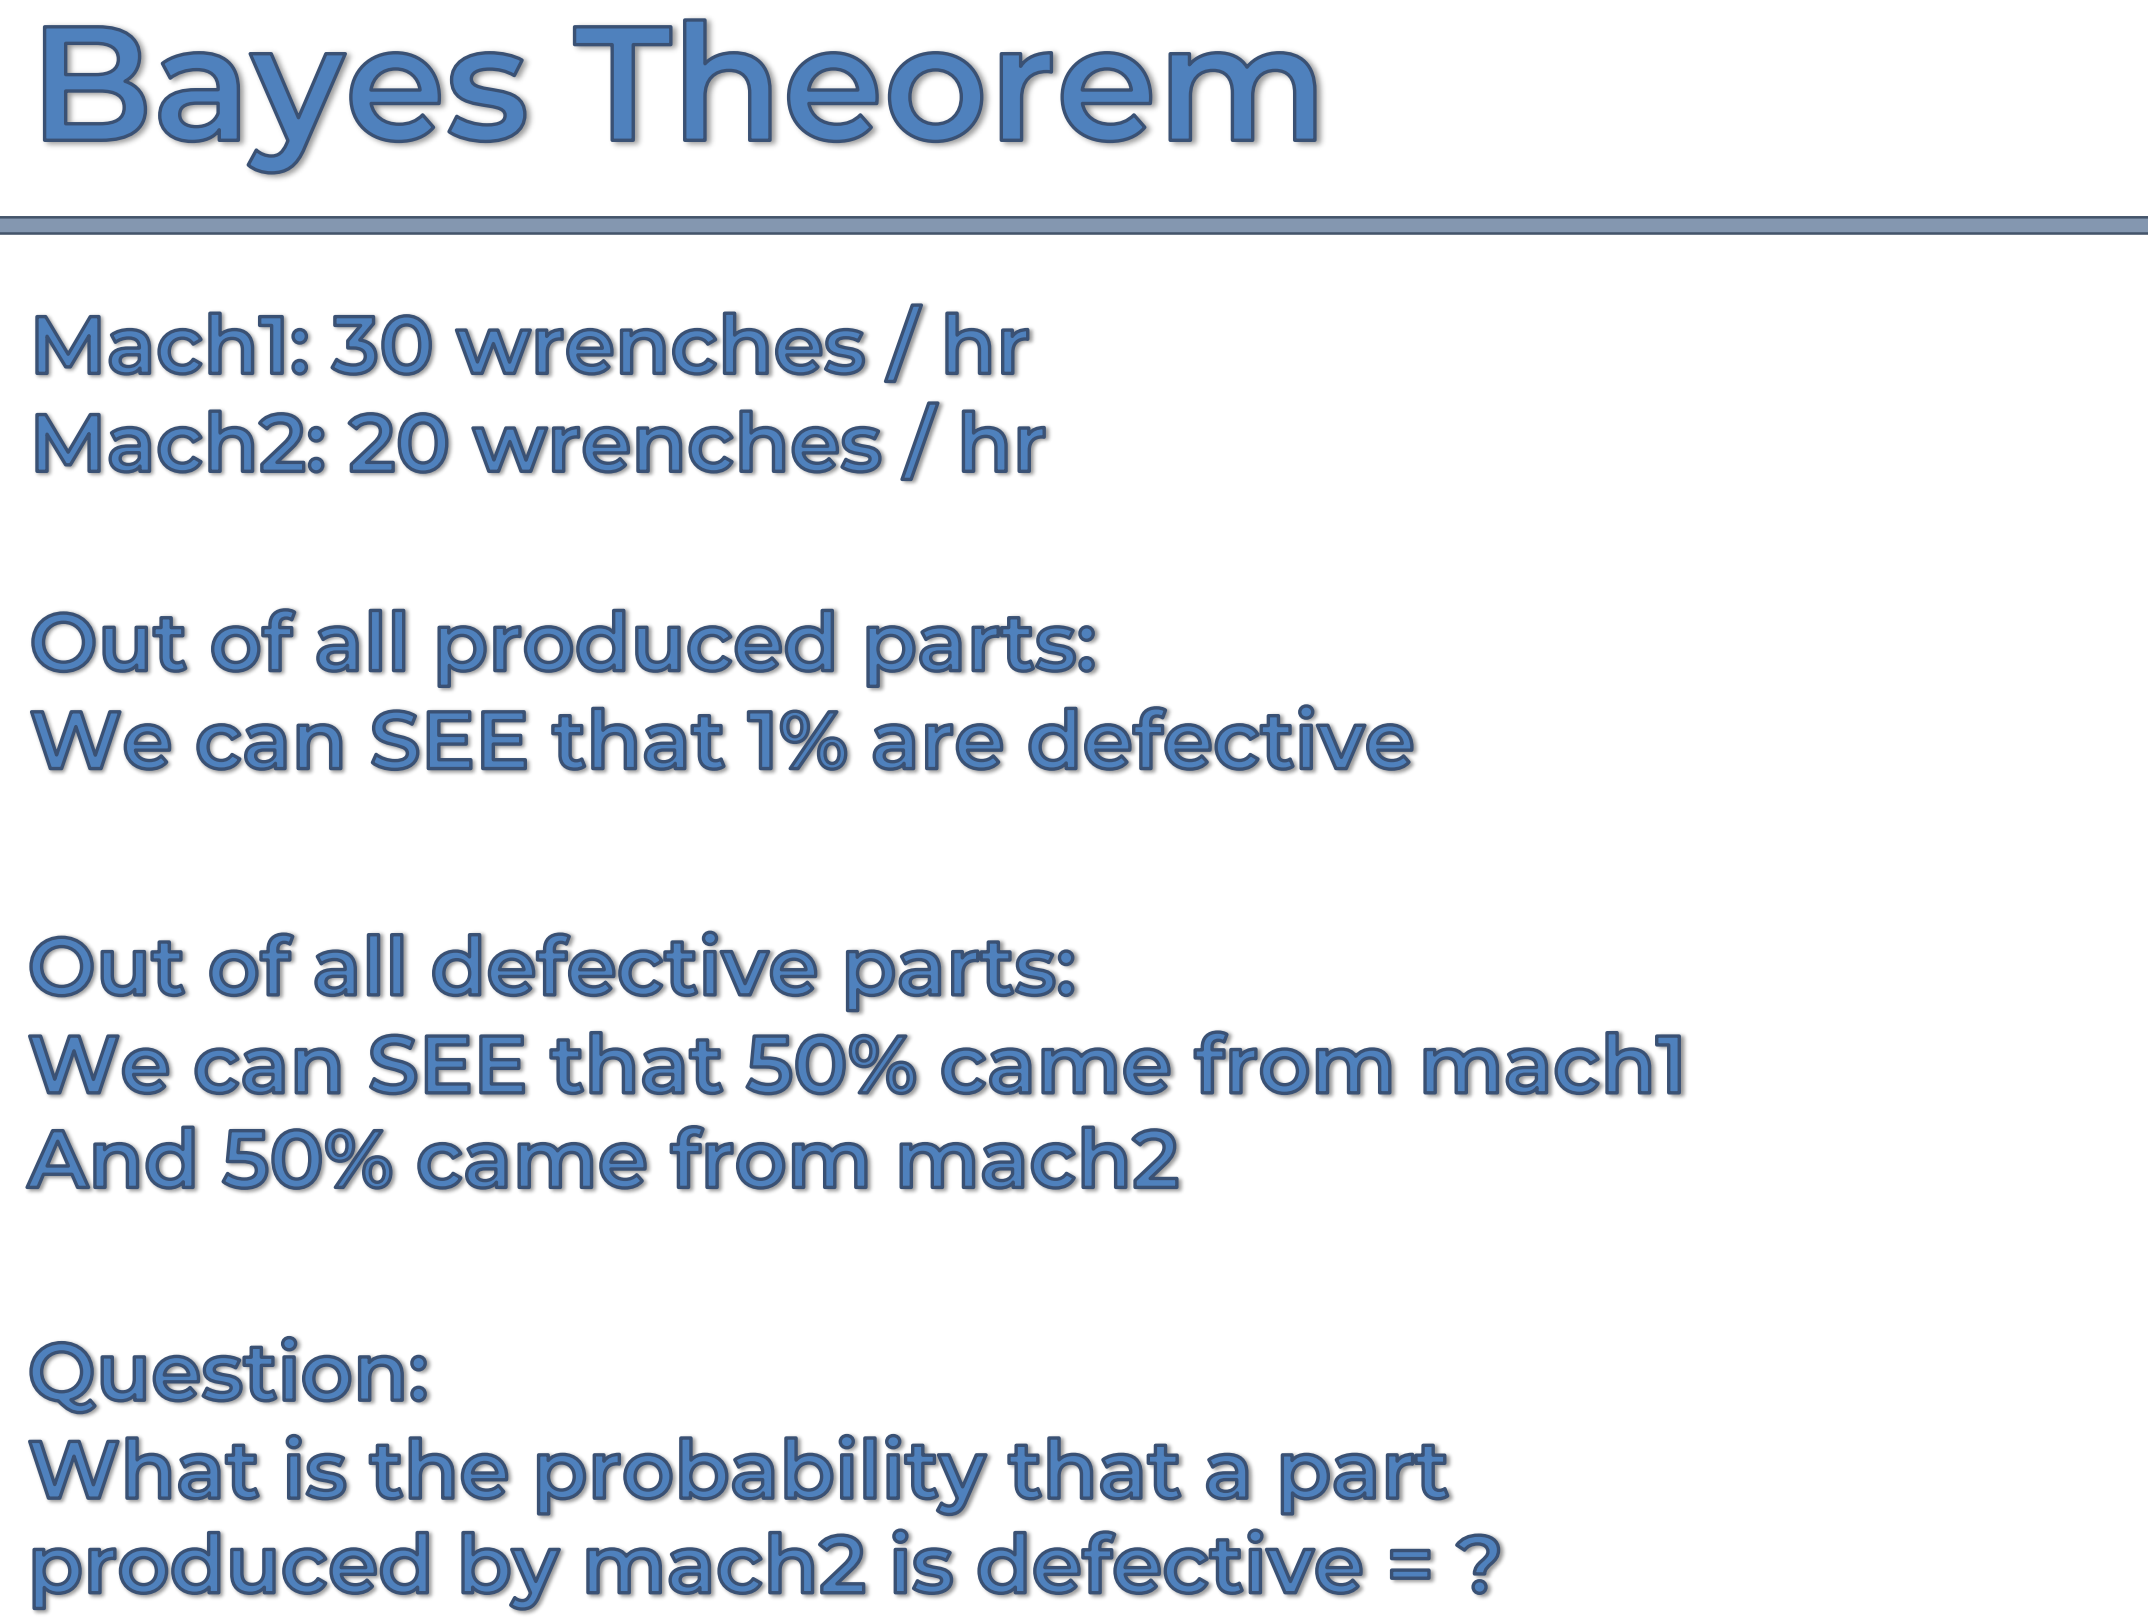 Bayes Theorem
Mach1: 30 wrenches / hr
Mach2: 20 wrenches / hr
Out of all produced parts:
We can SEE that 1% are defective
Out of all defective parts:
We can SEE that 50% came from mach1
And 50% came from mach2
Question:
What is the probability that a part
produced by mach2 is defective = ?